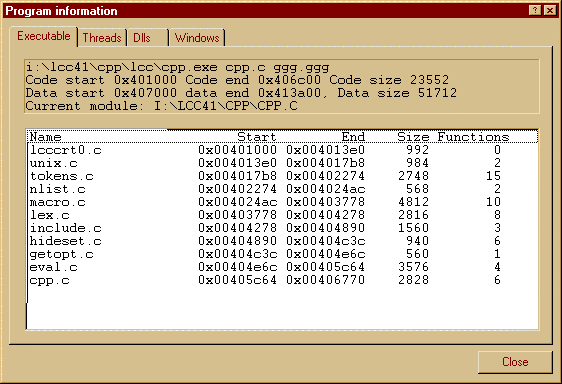 Program information
Executable Threads Dlls Windows
i:\lcc41\cpp\lcc\cpp.exe cpp.c ggg.ggg
Code start 0x401000 Code end 0x406c00 Code size 23552
Data start 0x407000 data end 0x413a00, Data size 51712
Current module: I:\LCC41\CPP\CPP.C
Name Start End Size Functions
lcccrt0.c 0x00401000 0x004013e0 992 0
unix.c 0x004013e0 0x004017b8 984 2
tokens.c 0x004017b8 0x00402274 2748 15
nlist.c 0x00402274 0x004024ac 568 2
macro.c 0x004024ac 0x00403778 4812 10
lex.c 0x00403778 0x00404278 2816 8
include.c 0x00404278 0x00404890 1560 3
hideset.c 0x00404890 0x00404c3c 940 6
getopt.c 0x00404c3c 0x00404e6c 560 1
eval.c 0x00404e6c 0x00405c64 3576 4
cpp.c 0x00405c64 0x00406770 2828 6
Close